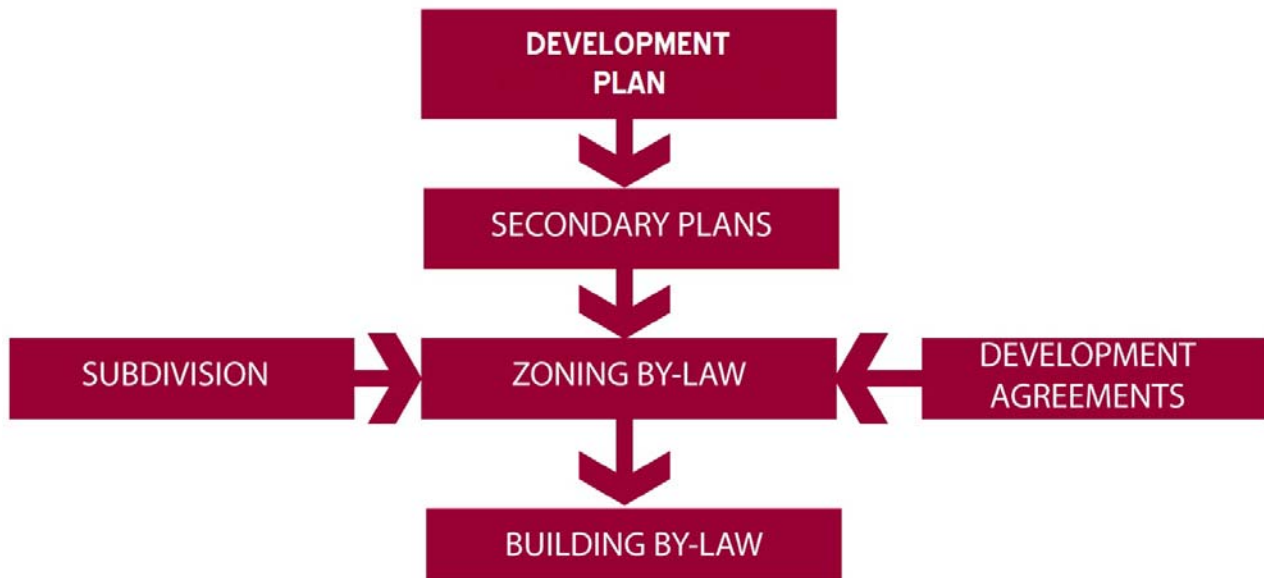 DEVELOPMENT
PLAN
SECONDARY PLANS
SUBDIVISION
ZONING BY-LAW
DEVELOPMENT
AGREEMENTS
BUILDING BY-LAW